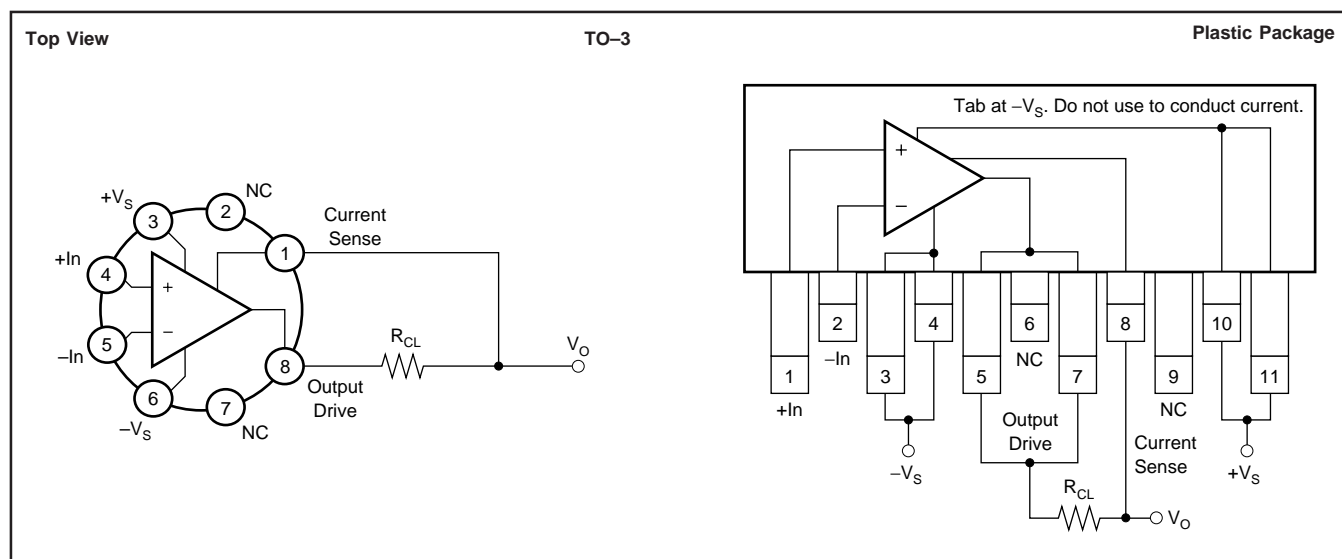 Top View
TO–3
Plastic Package
NC
+VS
2
3
Current
Sense
1
+In
4
+
–
5
–In
RCL
VO
8
Output
Drive
6
7
–VS
NC
Tab at –VS. Do not use to conduct current.
+
–
2
4
6
8
10
–In
NC
1
3
5
7
9
11
+In
NC
Output
Drive
Current
Sense
–VS
+VS
RCL
VO